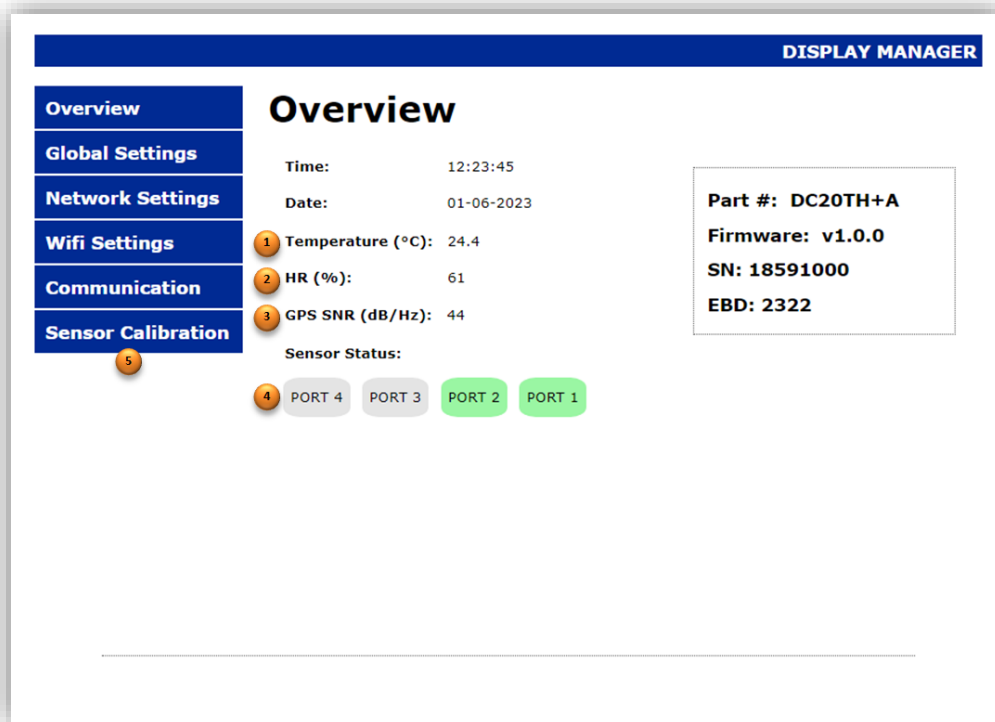 DISPLAY MANAGER
Overview
Global Settings
Network Settings
Wifi Settings
Communication
Sensor Calibration
5
Overview
Time: 12:23:45
Date: 01-06-2023
1 Temperature (°C): 24.4
2 HR (%): 61
3 GPS SNR (dB/Hz): 44
Sensor Status:
4 PORT 4 PORT 3 PORT 2 PORT 1
Part #: DC20TH+A
Firmware: v1.0.0
SN: 18591000
EBD: 2322